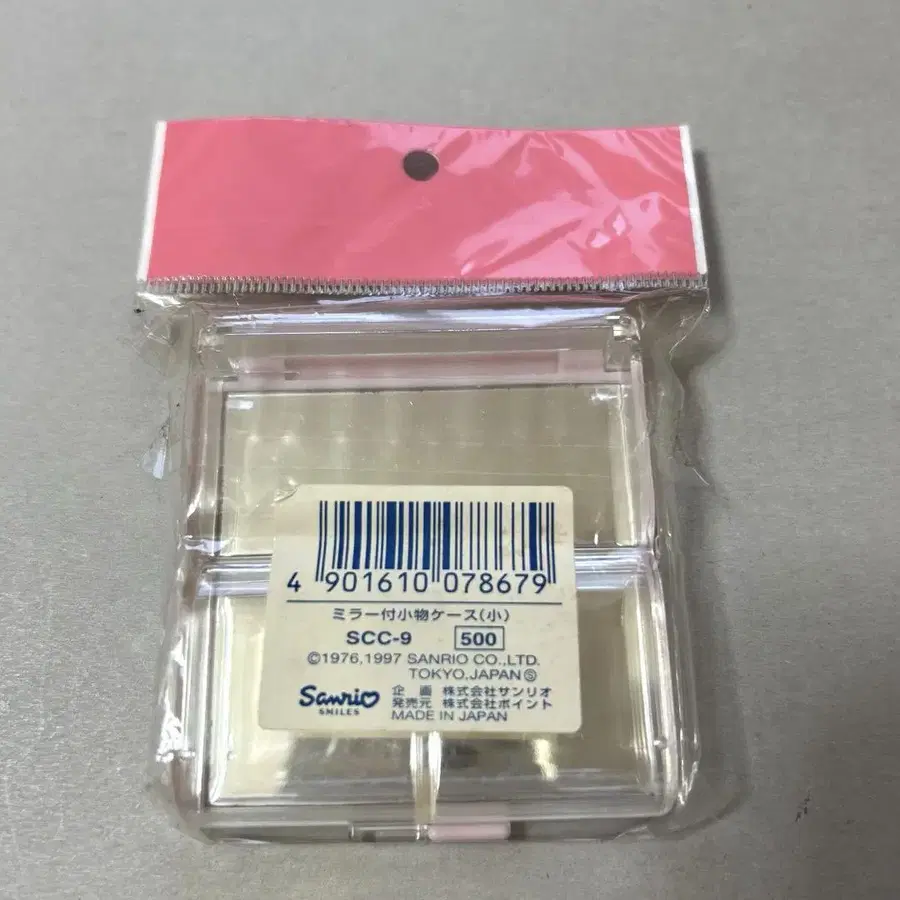 4 901610 078679
ミラー付小物ケース(小)
SCC-9 500
©1976,1997 SANRIO CO.,LTD.
TOKYO,JAPAN Ⓢ
Sanrio
SMILES
企 画 株式会社サンリオ
発売元 株式会社ポイント
MADE IN JAPAN